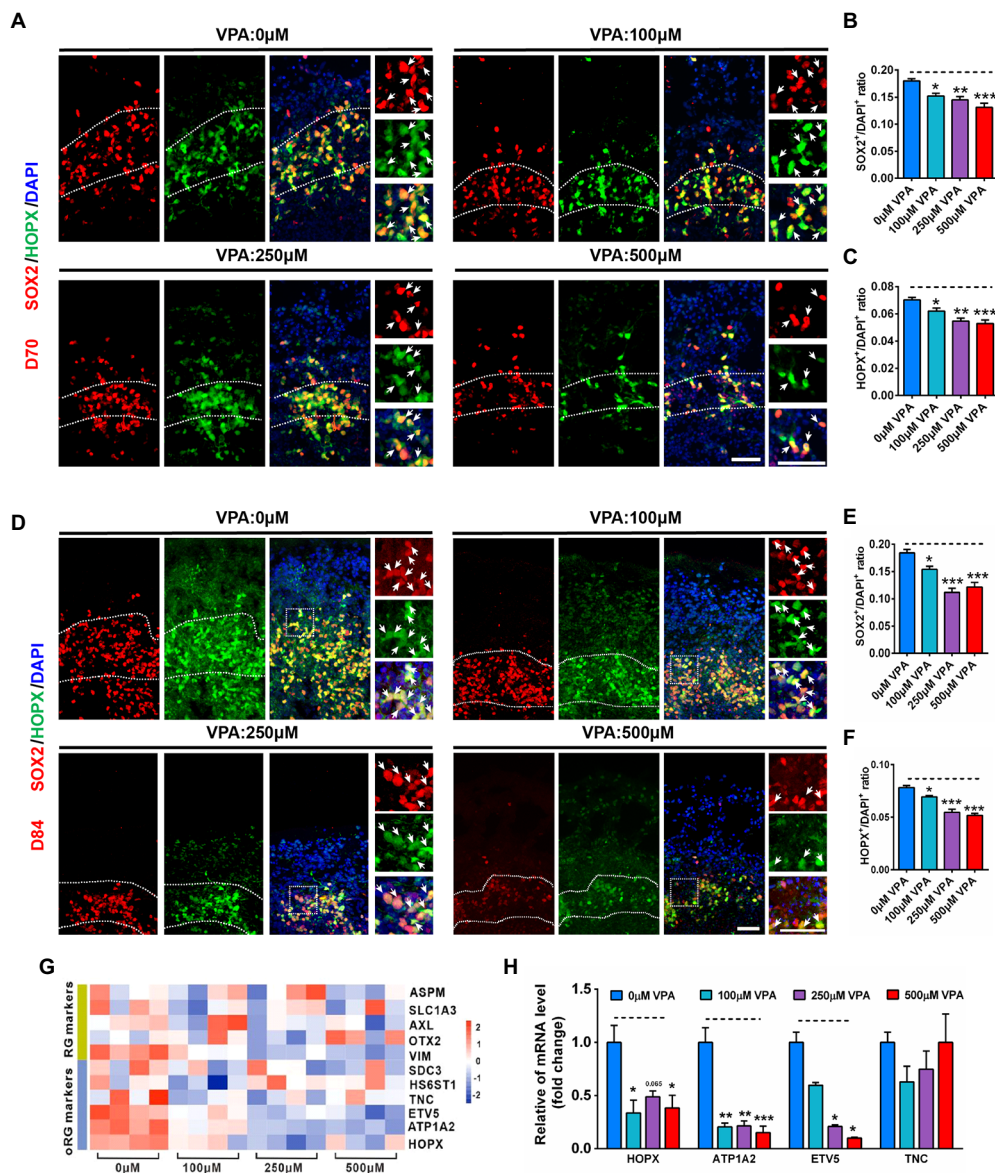 A
VPA:0μM
VPA:100μM
D70 SOX2/HOPX/DAPI
VPA:250μM
VPA:500μM
B
SOX2+/DAPI+ ratio
0.20
0.15
0.10
0.05
0.00
* ** ***
0μM VPA
100μM VPA
250μM VPA
500μM VPA
C
HOPX+/DAPI+ ratio
0.08
0.06
0.04
0.02
0.00
* ** ***
0μM VPA
100μM VPA
250μM VPA
500μM VPA
D
VPA:0μM
VPA:100μM
D84 SOX2/HOPX/DAPI
VPA:250μM
VPA:500μM
E
SOX2+/DAPI+ ratio
0.20
0.15
0.10
0.05
0.00
* *** ***
0μM VPA
100μM VPA
250μM VPA
500μM VPA
F
HOPX+/DAPI+ ratio
0.10
0.05
0.00
* *** ***
0μM VPA
100μM VPA
250μM VPA
500μM VPA
G
RG markers
oRG markers
ASPM
SLC1A3
AXL
OTX2
VIM
SDC3
HS6ST1
TNC
ETV5
ATP1A2
HOPX
2
1
0
-1
-2
0μM 100μM 250μM 500μM
H
0μM VPA 100μM VPA 250μM VPA 500μM VPA
Relative of mRNA level
(fold change)
1.5
1.0
0.5
0.0
* 0.065 *
** ** ***
* *
HOPX ATP1A2 ETV5 TNC